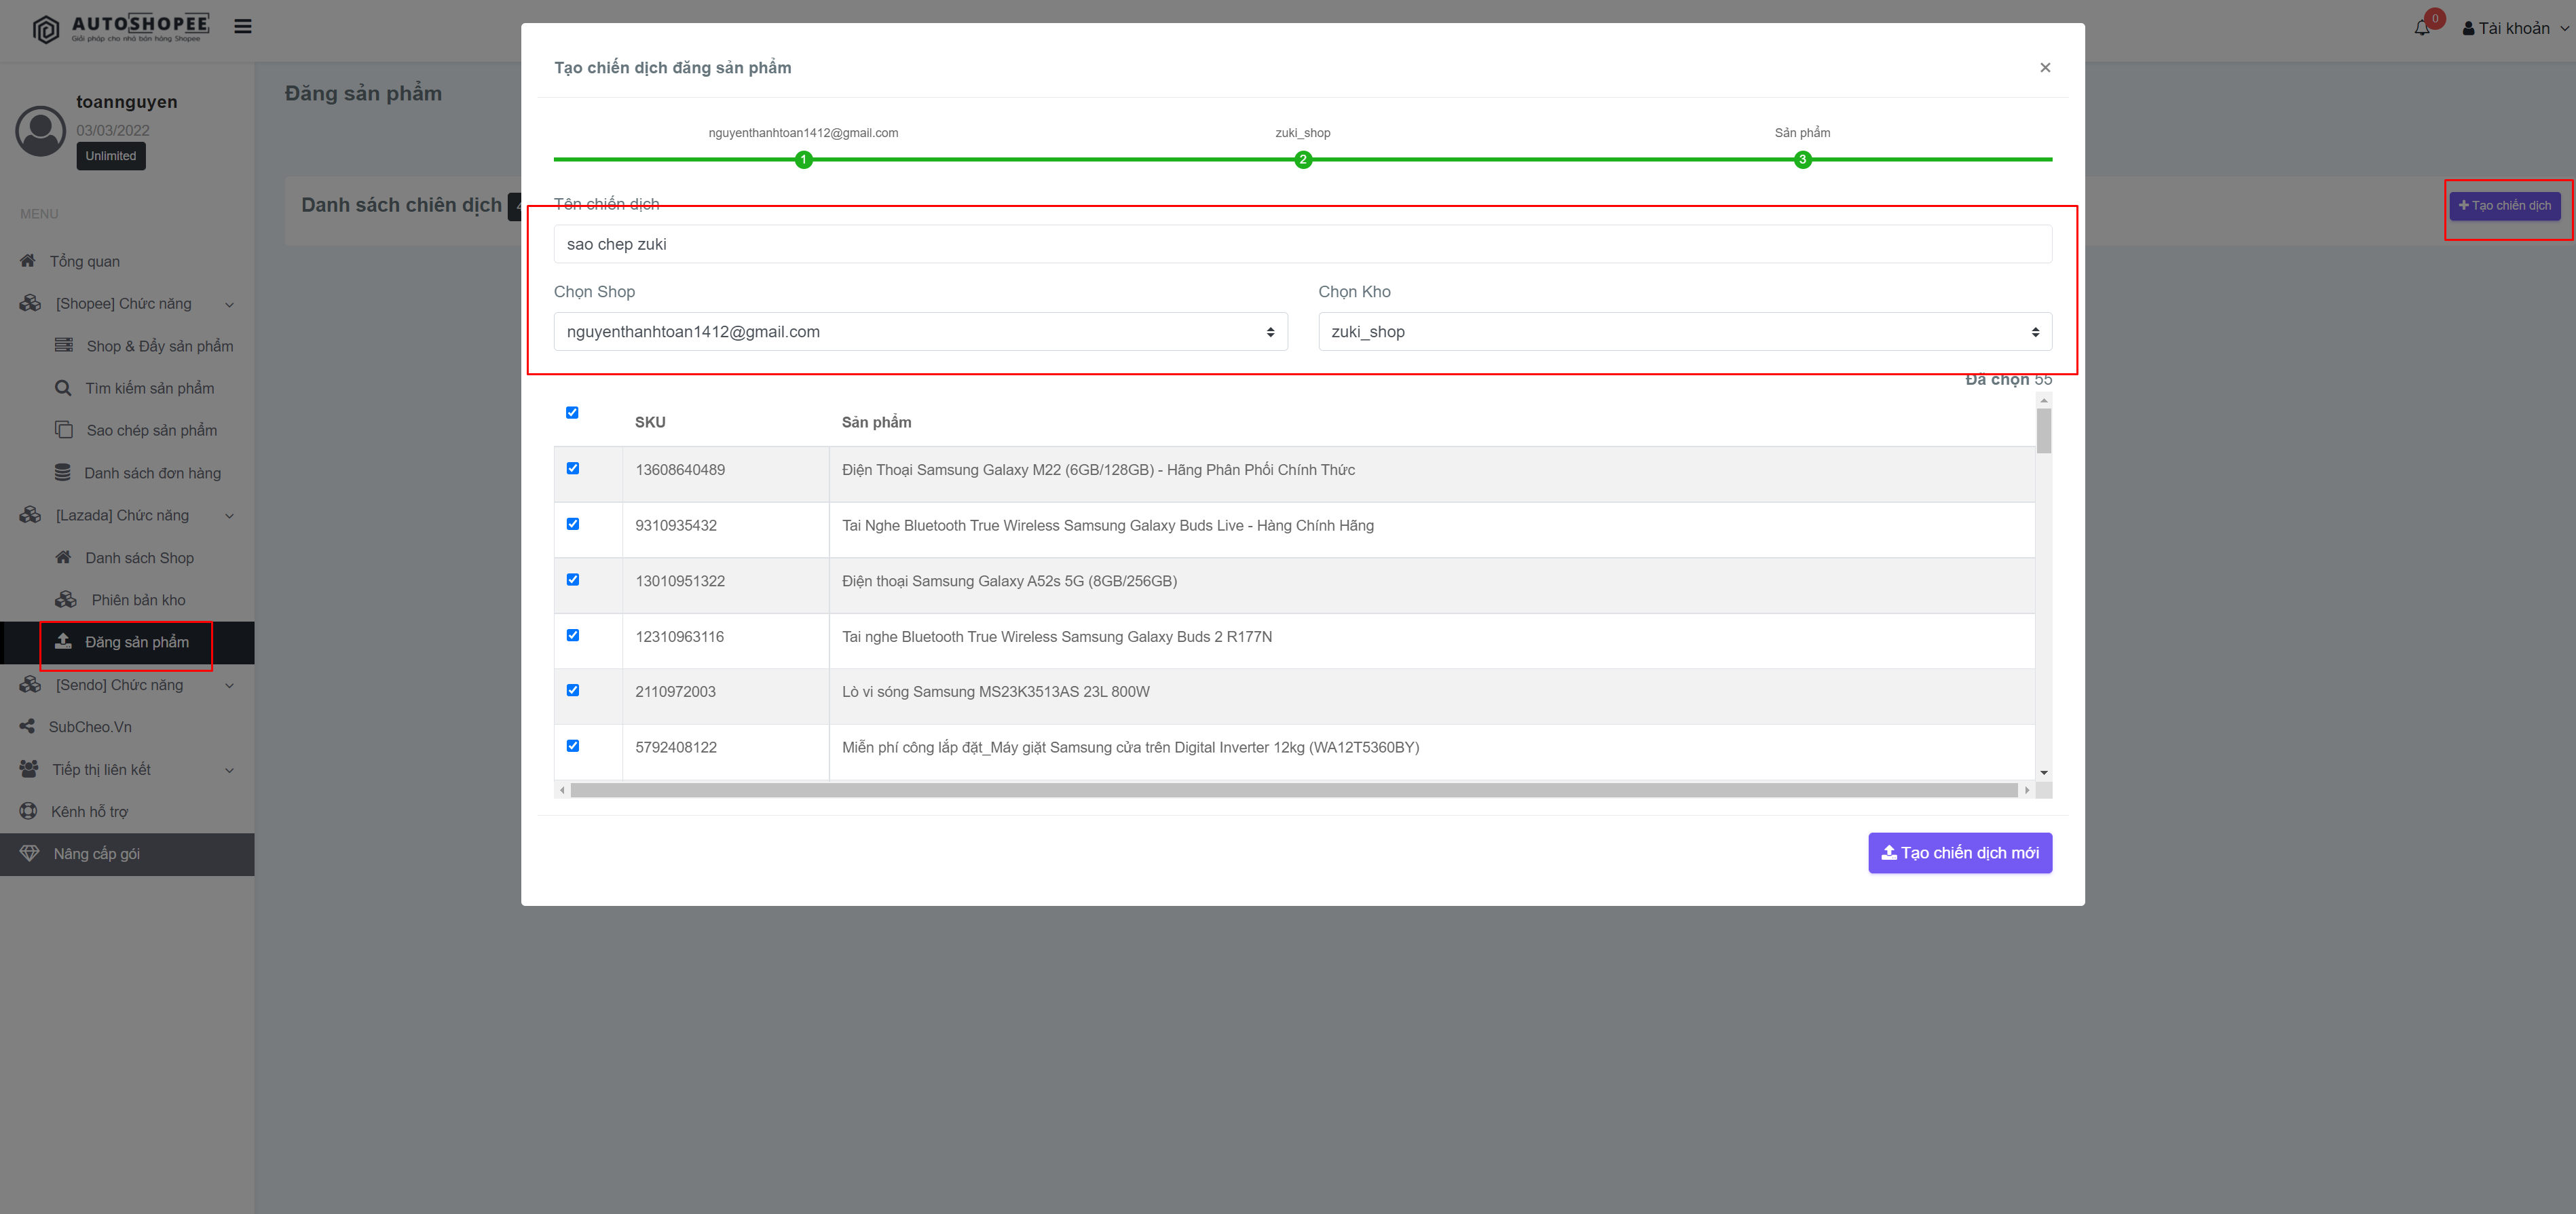 AUTOSHOPEE
Giải pháp cho nhà bán hàng Shopee
0
Tài khoản
toannguyen
03/03/2022
Unlimited
MENU
Tổng quan
[Shopee] Chức năng
Shop & Đẩy sản phẩm
Tìm kiếm sản phẩm
Sao chép sản phẩm
Danh sách đơn hàng
[Lazada] Chức năng
Danh sách Shop
Phiên bản kho
Đăng sản phẩm
[Sendo] Chức năng
SubCheo.Vn
Tiếp thị liên kết
Kênh hỗ trợ
Nâng cấp gói
Đăng sản phẩm
Danh sách chiên dịch
Tạo chiến dịch
Tạo chiến dịch đăng sản phẩm
×
nguyenthanhtoan1412@gmail.com
zuki_shop
Sản phẩm
1
2
3
Tên chiến dịch
sao chep zuki
Chọn Shop
Chọn Kho
nguyenthanhtoan1412@gmail.com
zuki_shop
Đã chọn 55
SKU
Sản phẩm
13608640489
Điện Thoại Samsung Galaxy M22 (6GB/128GB) - Hãng Phân Phối Chính Thức
9310935432
Tai Nghe Bluetooth True Wireless Samsung Galaxy Buds Live - Hàng Chính Hãng
13010951322
Điện thoại Samsung Galaxy A52s 5G (8GB/256GB)
12310963116
Tai nghe Bluetooth True Wireless Samsung Galaxy Buds 2 R177N
2110972003
Lò vi sóng Samsung MS23K3513AS 23L 800W
5792408122
Miễn phí công lắp đặt_Máy giặt Samsung cửa trên Digital Inverter 12kg (WA12T5360BY)
Tạo chiến dịch mới